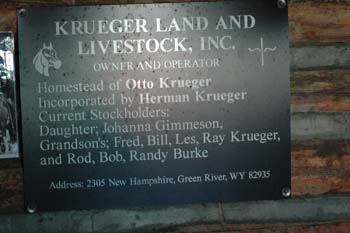 KRUEGER LAND AND
LIVESTOCK, INC.
OWNER AND OPERATOR
Homestead of Otto Krueger
Incorporated by Herman Krueger
Current Stockholders:
Daughter; Johanna Gimmeson,
Grandson's; Fred, Bill, Les, Ray Krueger,
and Rod, Bob, Randy Burke
Address: 2305 New Hampshire, Green River, WY 82935